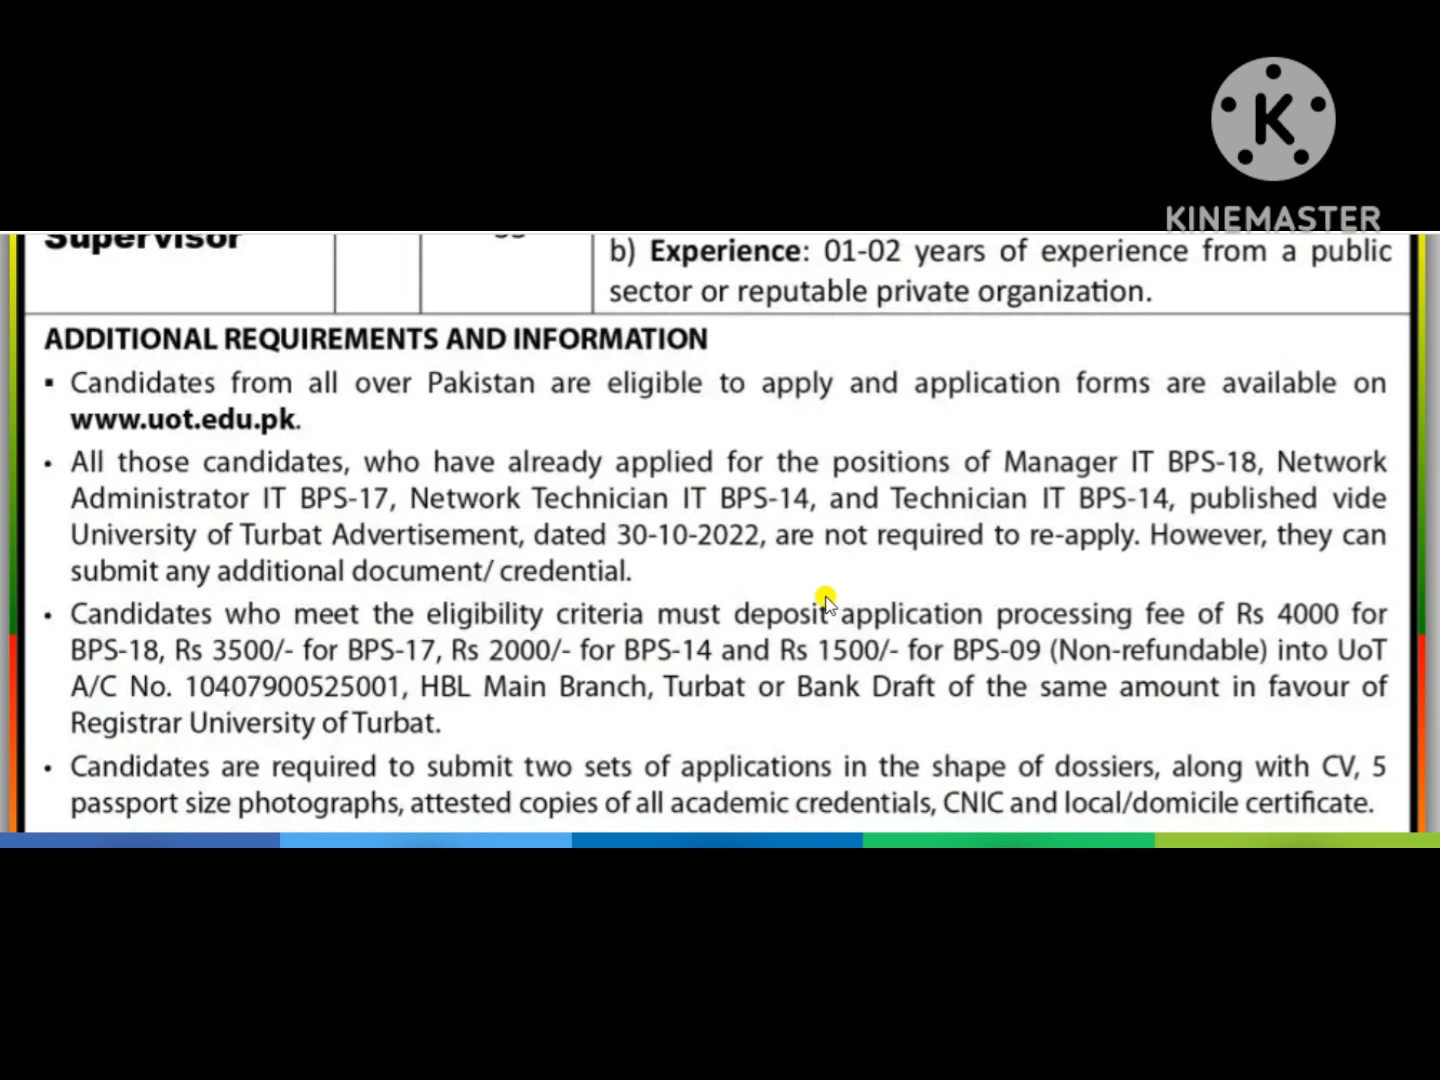 K
KINEMASTER
Supervisor
b) Experience: 01-02 years of experience from a public
sector or reputable private organization.
ADDITIONAL REQUIREMENTS AND INFORMATION
▪ Candidates from all over Pakistan are eligible to apply and application forms are available on
www.uot.edu.pk.
• All those candidates, who have already applied for the positions of Manager IT BPS-18, Network
Administrator IT BPS-17, Network Technician IT BPS-14, and Technician IT BPS-14, published vide
University of Turbat Advertisement, dated 30-10-2022, are not required to re-apply. However, they can
submit any additional document/ credential.
• Candidates who meet the eligibility criteria must deposit application processing fee of Rs 4000 for
BPS-18, Rs 3500/- for BPS-17, Rs 2000/- for BPS-14 and Rs 1500/- for BPS-09 (Non-refundable) into UoT
A/C No. 10407900525001, HBL Main Branch, Turbat or Bank Draft of the same amount in favour of
Registrar University of Turbat.
• Candidates are required to submit two sets of applications in the shape of dossiers, along with CV, 5
passport size photographs, attested copies of all academic credentials, CNIC and local/domicile certificate.